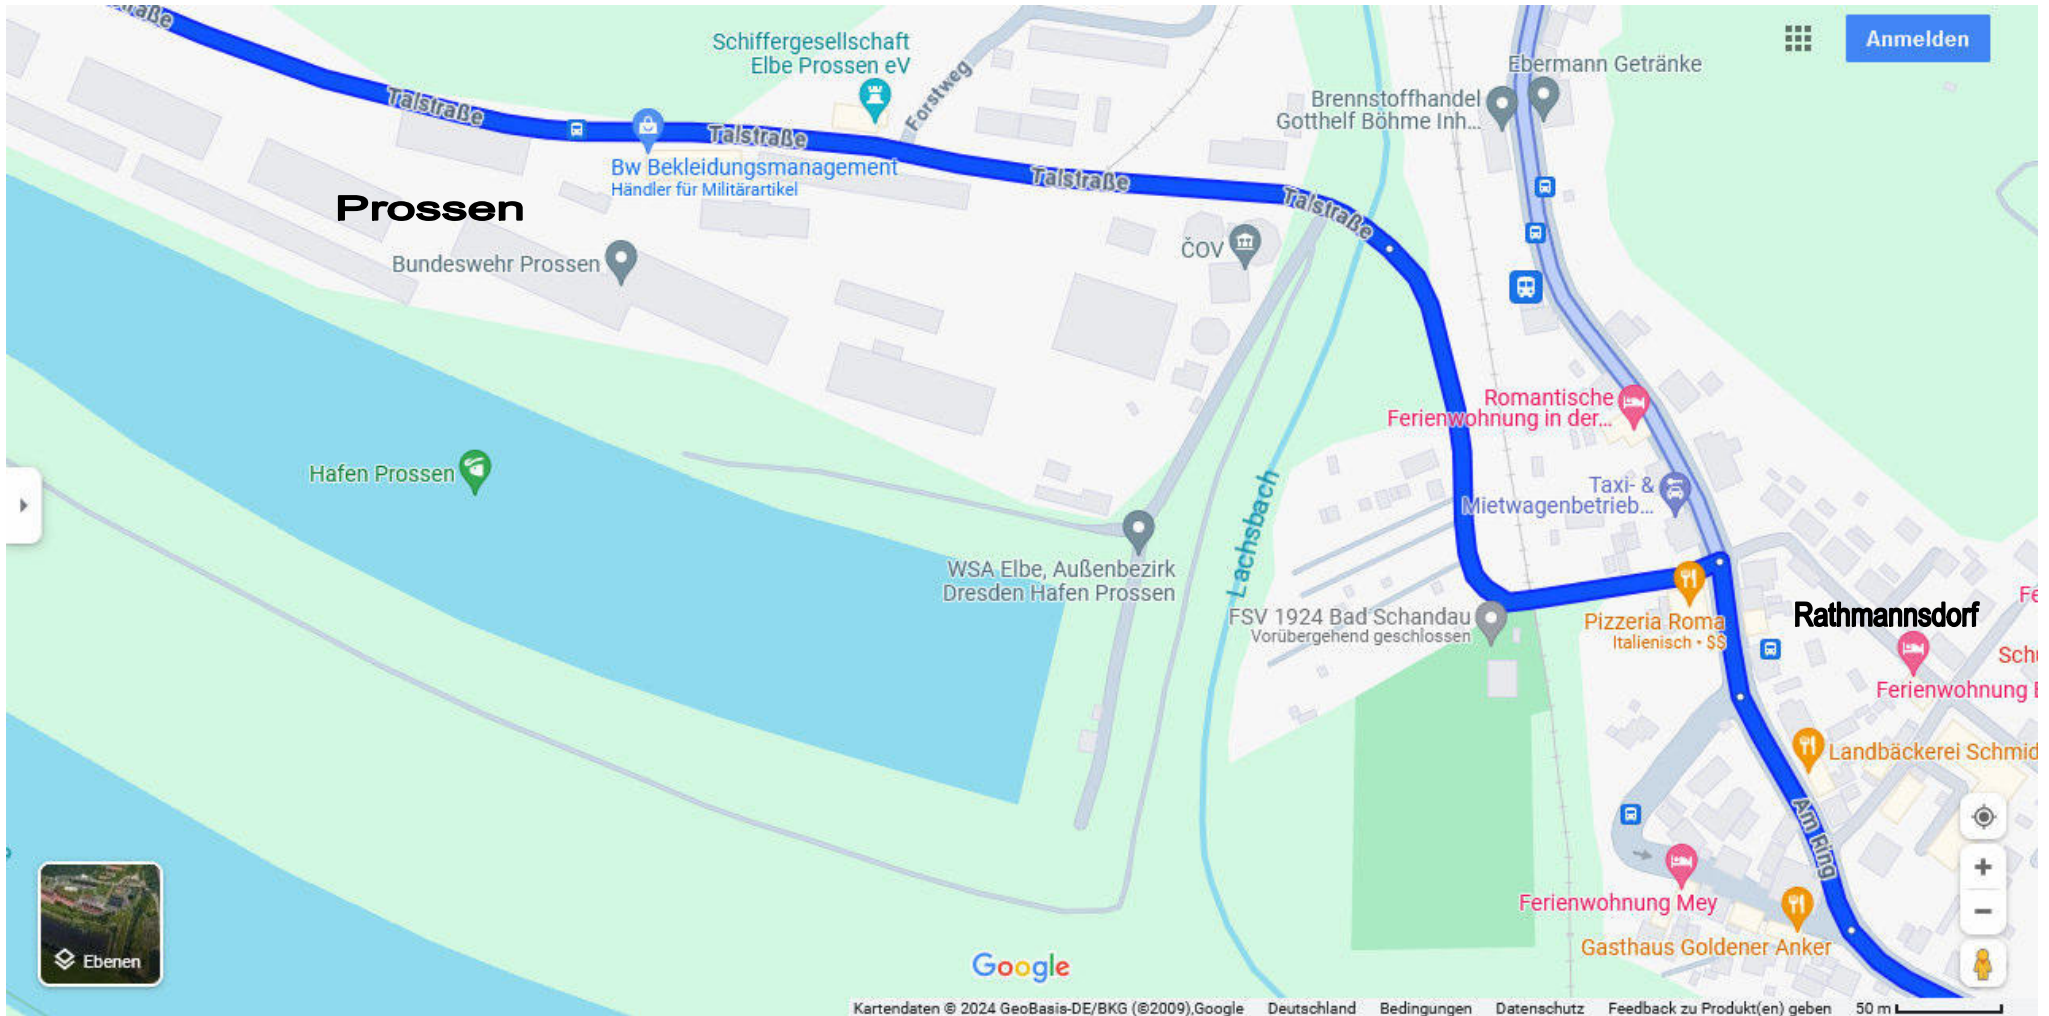 raße
Anmelden
Schiffergesellschaft
Elbe Prossen eV
Ebermann Getränke
Forstweg
Brennstoffhandel
Gotthelf Böhme Inh...
Talstraße
Talstraße
Bw Bekleidungsmanagement
Händler für Militärartikel
Talstraße
Talstraße
Prossen
ČOV
Bundeswehr Prossen
Romantische
Ferienwohnung in der...
Hafen Prossen
Lachsbach
Taxi- &
Mietwagenbetrieb...
WSA Elbe, Außenbezirk
Dresden Hafen Prossen
FSV 1924 Bad Schandau
Vorübergehend geschlossen
Pizzeria Roma
Italienisch • $$
Rathmannsdorf
Fe
Schu
Ferienwohnung E
Landbäckerei Schmid
Am Ring
Ferienwohnung Mey
Gasthaus Goldener Anker
Ebenen
Google
Kartendaten © 2024 GeoBasis-DE/BKG (©2009),Google Deutschland Bedingungen Datenschutz Feedback zu Produkt(en) geben 50 m